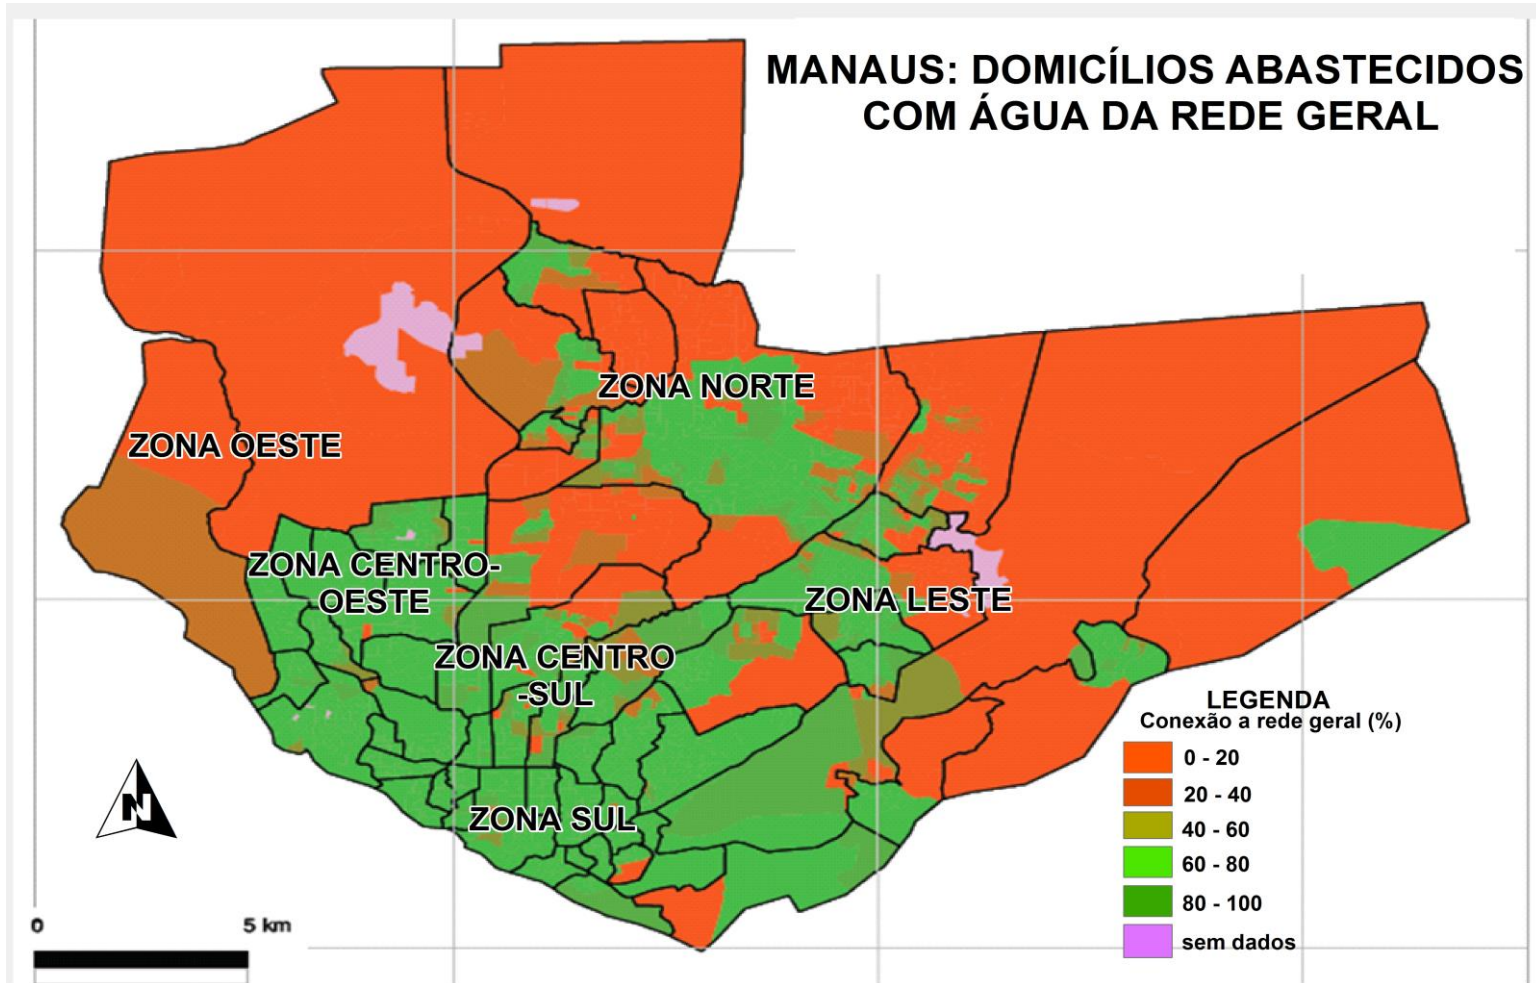 MANAUS: DOMICÍLIOS ABASTECIDOS
COM ÁGUA DA REDE GERAL
ZONA NORTE
ZONA OESTE
ZONA CENTRO-
OESTE
ZONA LESTE
ZONA CENTRO
-SUL
ZONA SUL
LEGENDA
Conexão a rede geral (%)
0 - 20
20 - 40
40 - 60
60 - 80
80 - 100
sem dados
N
0 5 km